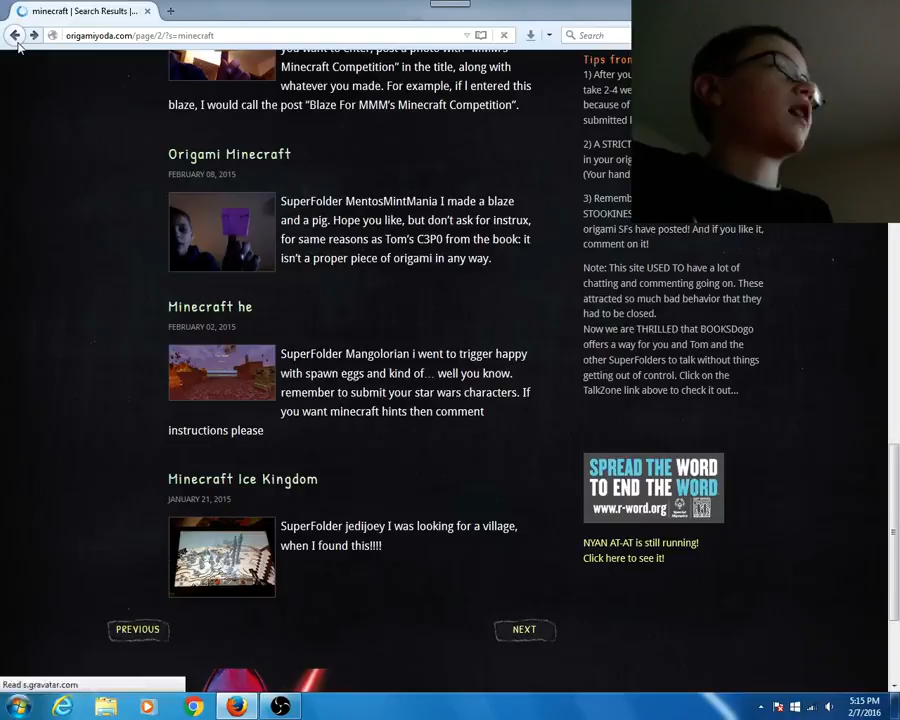 minecraft | Search Results |...
origamiyoda.com/page/2/?s=minecraft
Search
Minecraft Competition” in the title, along with
whatever you made. For example, if I entered this
blaze, I would call the post “Blaze For MMM’s Minecraft Competition”.
Origami Minecraft
FEBRUARY 08, 2015
SuperFolder MentosMintMania I made a blaze
and a pig. Hope you like, but don’t ask for instrux,
for same reasons as Tom’s C3P0 from the book: it
isn’t a proper piece of origami in any way.
Minecraft he
FEBRUARY 02, 2015
SuperFolder Mangolorian i went to trigger happy
with spawn eggs and kind of… well you know.
remember to submit your star wars characters. If
you want minecraft hints then comment
instructions please
Minecraft Ice Kingdom
JANUARY 21, 2015
SuperFolder jedijoey I was looking for a village,
when I found this!!!!
PREVIOUS
NEXT
Tips from
1) After you
take 2-4 we
because of
submitted
2) A STRICT
in your orig
(Your hand
3) Rememb
STOOKINES
origami SFs have posted! And if you like it,
comment on it!
Note: This site USED TO have a lot of
chatting and commenting going on. These
attracted so much bad behavior that they
had to be closed.
Now we are THRILLED that BOOKSDogo
offers a way for you and Tom and the
other SuperFolders to talk without things
getting out of control. Click on the
TalkZone link above to check it out...
SPREAD THE WORD
TO END THE WORD
www.r-word.org
NYAN AT-AT is still running!
Click here to see it!
Read s.gravatar.com
5:15 PM
2/7/2016